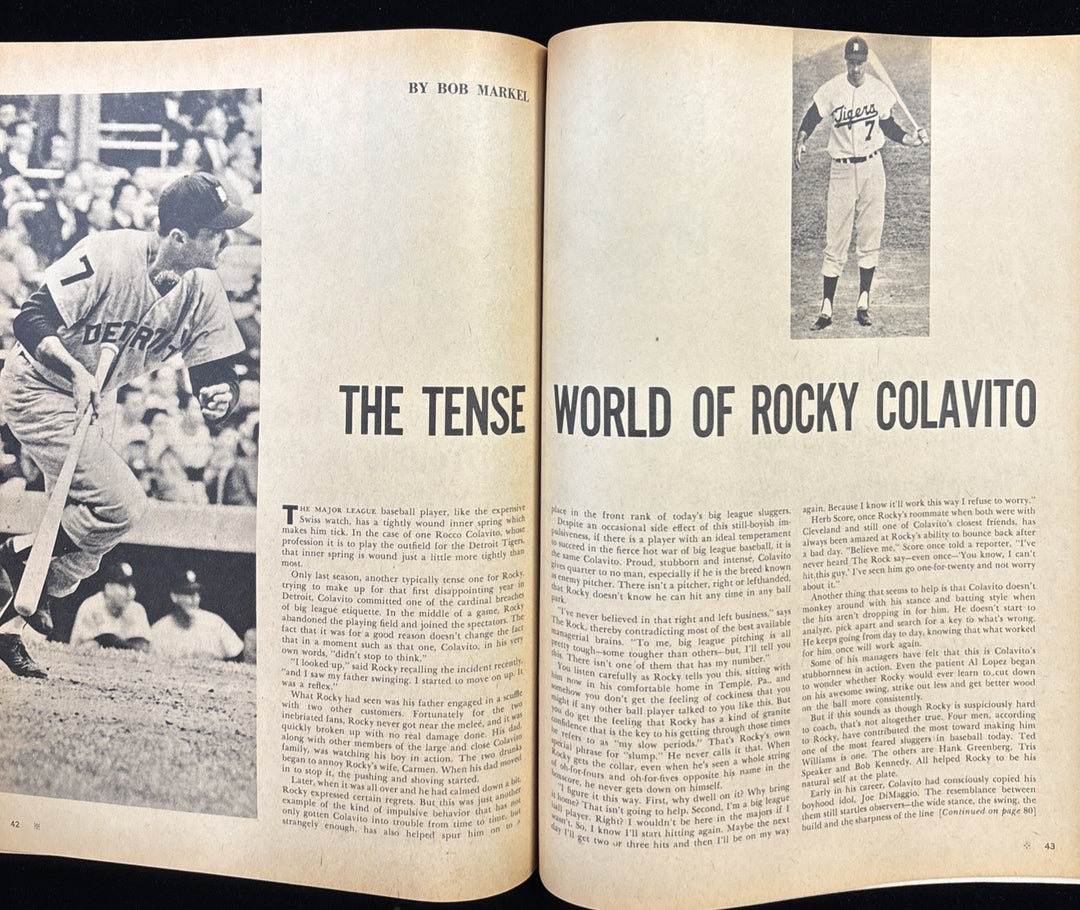 BY BOB MARKEL
7
DETROIT
Tigers
7
THE TENSE WORLD OF ROCKY COLAVITO
THE MAJOR LEAGUE baseball player, like the expensive
Swiss watch, has a tightly wound inner spring which
makes him tick. In the case of one Rocco Colavito, whose
profession it is to play the outfield for the Detroit Tigers,
that inner spring is wound just a little more tightly than
most.
Only last season, another typically tense one for Rocky,
trying to make up for that first disappointing year in
Detroit, Colavito committed one of the cardinal breaches
of big league etiquette. In the middle of a game, Rocky
abandoned the playing field and joined the spectators. The
fact that it was for a good reason doesn't change the fact
that in a moment such as that one, Colavito, in his very
own words, "didn't stop to think."
"I looked up," said Rocky recalling the incident recently,
"and I saw my father swinging. I started to move on up. It
was a reflex."
What Rocky had seen was his father engaged in a scuffle
with two other customers. Fortunately for the two
inebriated fans, Rocky never got near the meleé, and it was
quickly broken up with no real damage done. His dad,
along with other members of the large and close Colavito
family, was watching his boy in action. The two drunks
began to annoy Rocky's wife, Carmen. When his dad moved
in to stop it, the pushing and shoving started.
Later, when it was all over and he had calmed down a bit,
Rocky expressed certain regrets. But this was just another
example of the kind of impulsive behavior that has not
only gotten Colavito into trouble from time to time, but
strangely enough, has also helped spur him on to a
42
place in the front rank of today's big league sluggers.
Despite an occasional side effect of this still-boyish im-
pulsiveness, if there is a player with an ideal temperament
to succeed in the fierce hot war of big league baseball, it is
the same Colavito. Proud, stubborn and intense, Colavito
gives quarter to no man, especially if he is the breed known
as enemy pitcher. There isn't a pitcher, right or lefthanded,
that Rocky doesn't know he can hit any time in any ball
park.
"I've never believed in that right and left business," says
The Rock, thereby contradicting most of the best available
managerial brains. "To me, big league pitching is all
pretty tough—some tougher than others—but, I'll tell you
this. There isn't one of them that has my number."
You listen carefully as Rocky tells you this, sitting with
him now in his comfortable home in Temple, Pa., and
somehow you don't get the feeling of cockiness that you
might if any other ball player talked to you like this. But
you do get the feeling that Rocky has a kind of granite
confidence that is the key to his getting through those times
he refers to as "my slow periods." That's Rocky's own
special phrase for "slump." He never calls it that. When
Rocky gets the collar, even when he's seen a whole string
of oh-for-fours and oh-for-fives opposite his name in the
boxscore, he never gets down on himself.
"I figure it this way. First, why dwell on it? Why bring
it home? That isn't going to help. Second, I'm a big league
ball player. Right? I wouldn't be here in the majors if I
wasn't. So, I know I'll start hitting again. Maybe the next
day I'll get two or three hits and then I'll be on my way
again. Because I know it'll work this way I refuse to worry."
Herb Score, once Rocky's roommate when both were with
Cleveland and still one of Colavito's closest friends, has
always been amazed at Rocky's ability to bounce back after
a bad day. "Believe me," Score once told a reporter, "I've
never heard The Rock say—even once—'You know, I can't
hit this guy.' I've seen him go one-for-twenty and not worry
about it."
Another thing that seems to help is that Colavito doesn't
monkey around with his stance and batting style when
the hits aren't dropping in for him. He doesn't start to
analyze, pick apart and search for a key to what's wrong.
He keeps going from day to day, knowing that what worked
for him once will work again.
Some of his managers have felt that this is Colavito's
stubbornness in action. Even the patient Al Lopez began
to wonder whether Rocky would ever learn to cut down
on his awesome swing, strike out less and get better wood
on the ball more consistently.
But if this sounds as though Rocky is suspiciously hard
to coach, that's not altogether true. Four men, according
to Rocky, have contributed the most toward making him
one of the most feared sluggers in baseball today. Ted
Williams is one. The others are Hank Greenberg, Tris
Speaker and Bob Kennedy. All helped Rocky to be his
natural self at the plate.
Early in his career, Colavito had consciously copied his
boyhood idol, Joe DiMaggio. The resemblance between
them still startles observers—the wide stance, the swing, the
build and the sharpness of the line [Continued on page 80]
43